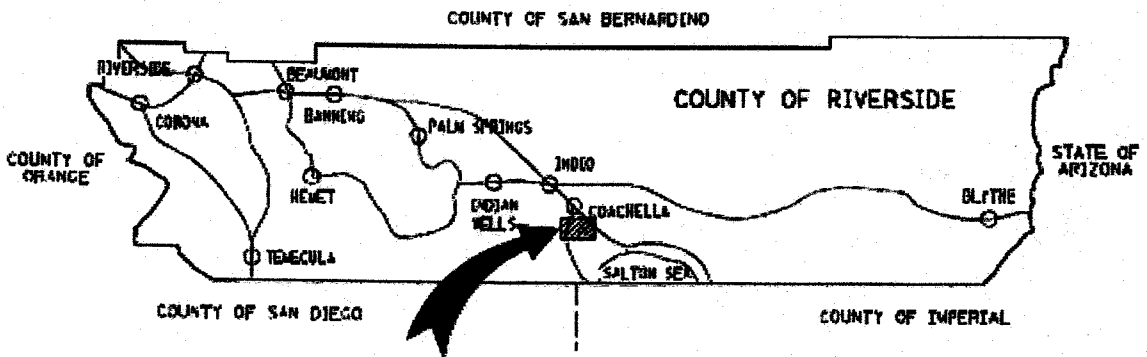 COUNTY OF SAN BERNARDINO
RIVERSIDE
BEAUMONT
COUNTY OF RIVERSIDE
BANNING
CORONA
PALM SPRINGS
COUNTY OF
ORANGE
STATE OF
ARIZONA
INDIO
HEMET
BLYTHE
INDIAN
WELLS
COACHELLA
TEMECULA
SALTON SEA
COUNTY OF SAN DIEGO
COUNTY OF IMPERIAL